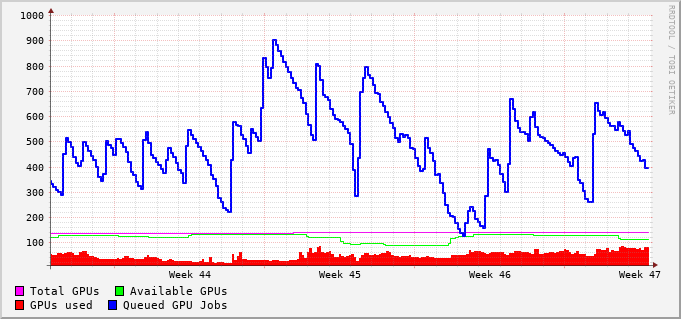 1000
900
800
700
600
500
400
300
200
100
Week 44 Week 45 Week 46 Week 47
Total GPUs Available GPUs
GPUs used Queued GPU Jobs
RRDTOOL / TOBI OETIKER